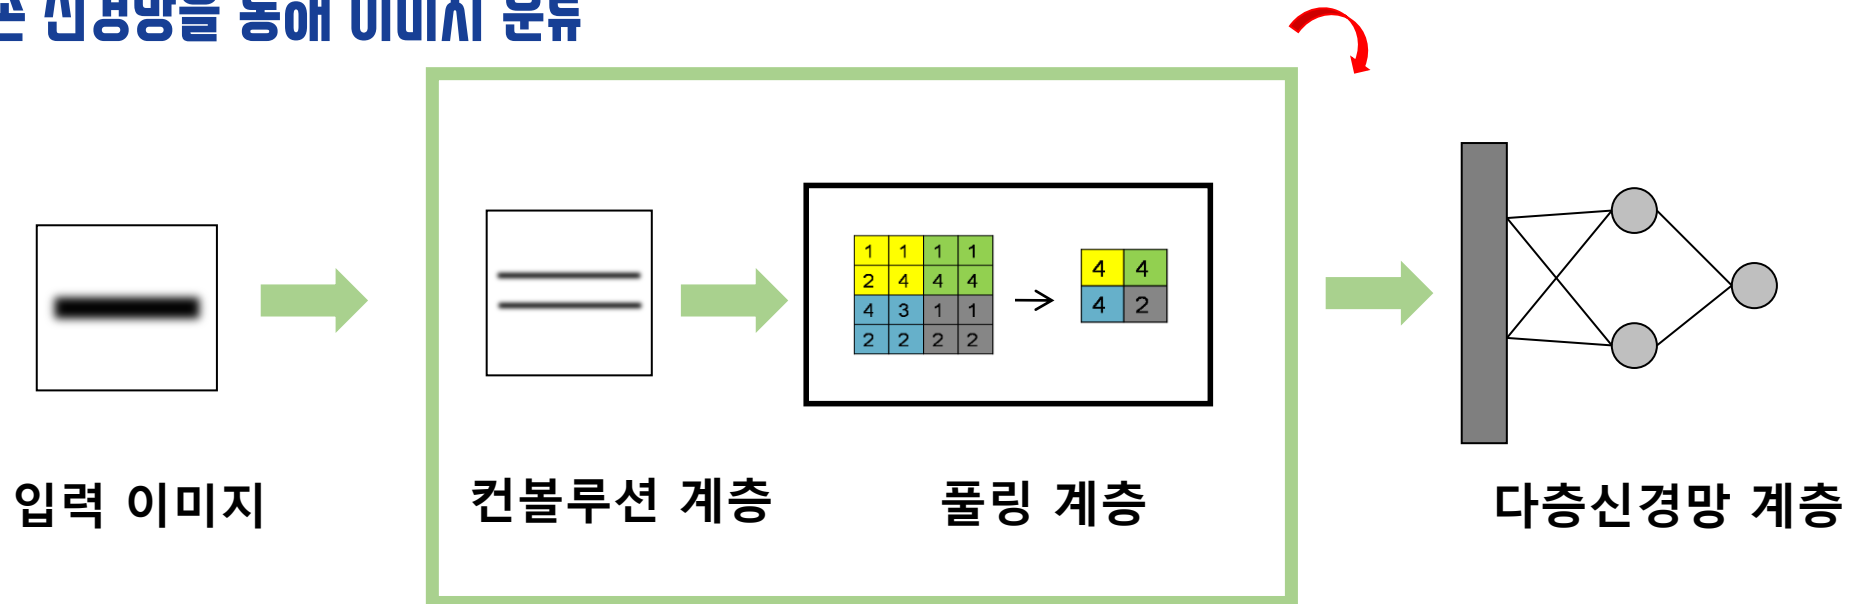 신경망을 통해 이미지 분류
1 1 1 1
2 4 4 4
4 3 1 1
2 2 2 2
4 4
4 2
입력 이미지
컨볼루션 계층
풀링 계층
다층신경망 계층